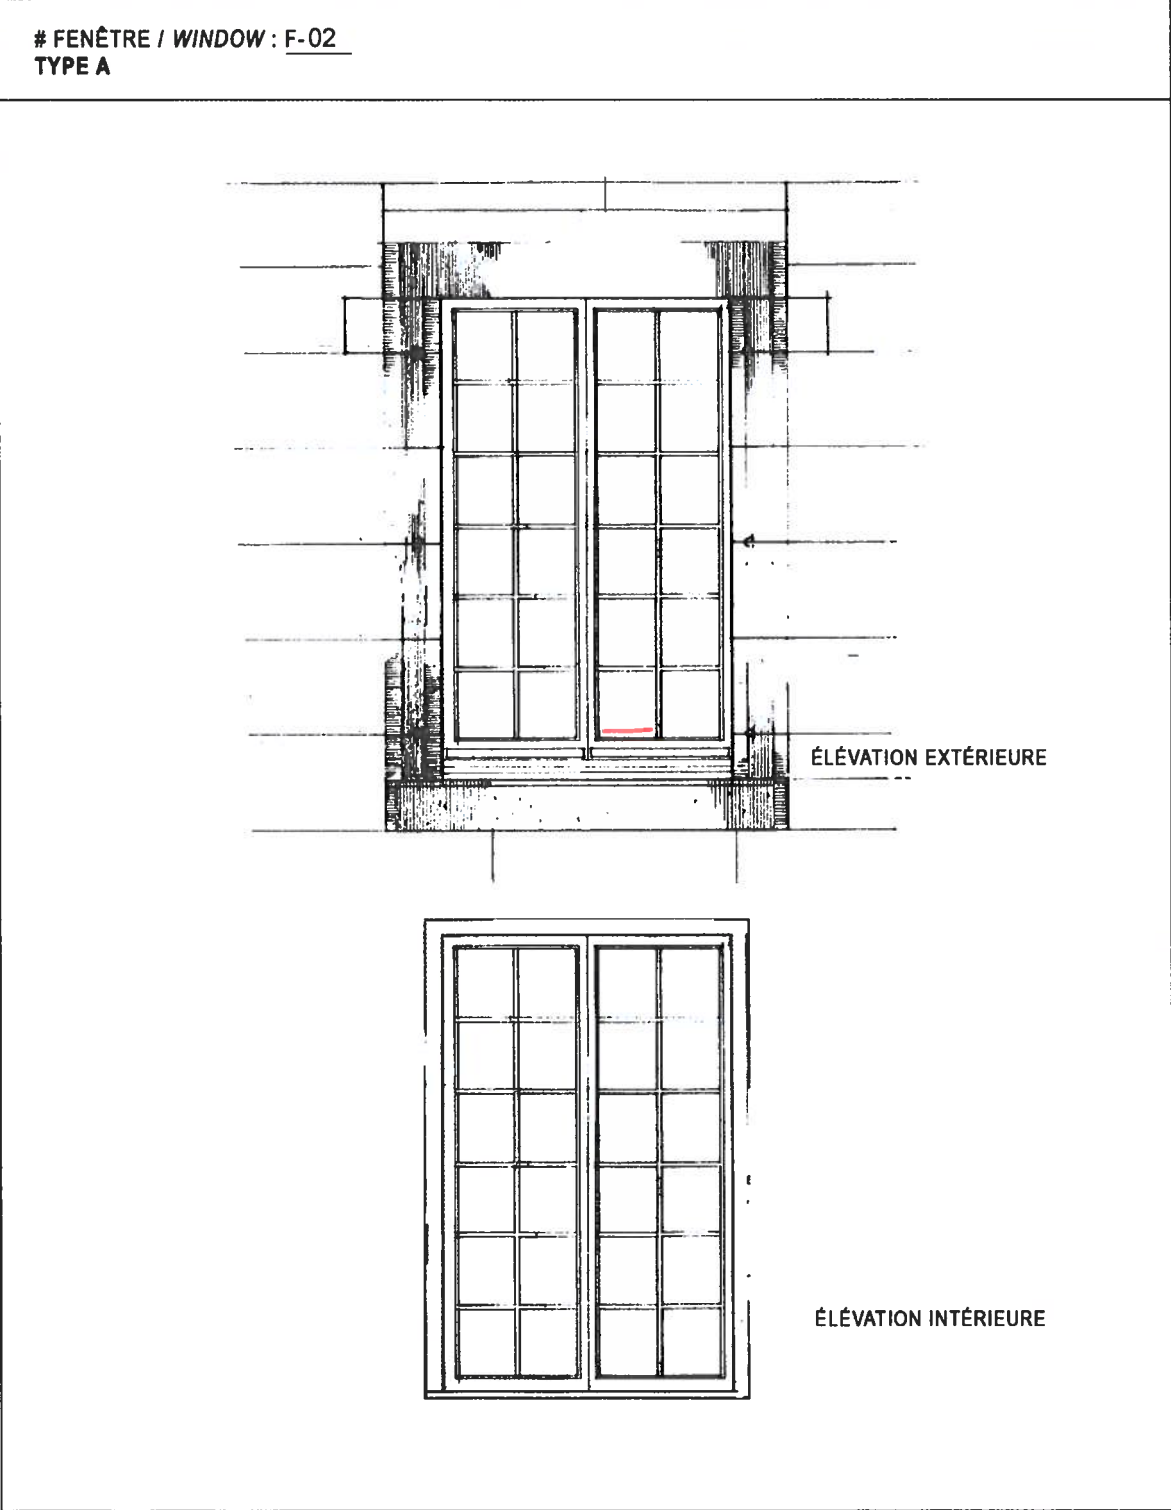 # FENÊTRE / WINDOW : F-02
TYPE A
ÉLÉVATION EXTÉRIEURE
ÉLÉVATION INTÉRIEURE